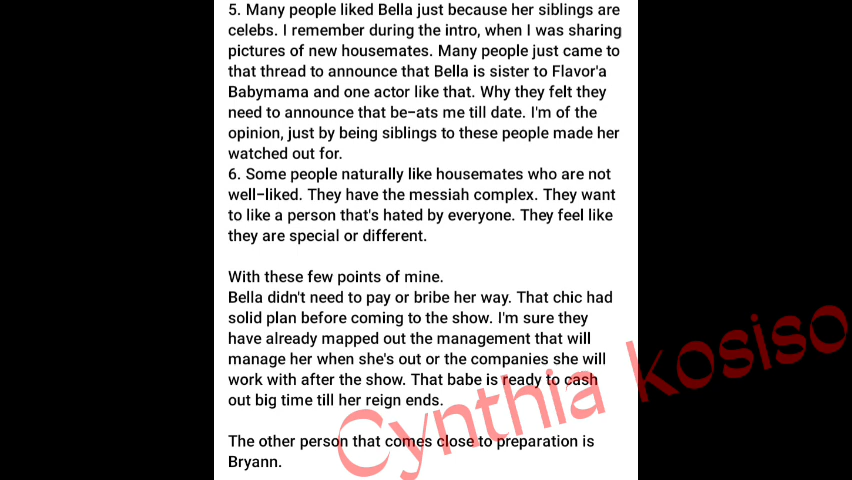 5. Many people liked Bella just because her siblings are
celebs. I remember during the intro, when I was sharing
pictures of new housemates. Many people just came to
that thread to announce that Bella is sister to Flavor'a
Babymama and one actor like that. Why they felt they
need to announce that be-ats me till date. I'm of the
opinion, just by being siblings to these people made her
watched out for.
6. Some people naturally like housemates who are not
well-liked. They have the messiah complex. They want
to like a person that's hated by everyone. They feel like
they are special or different.
With these few points of mine.
Bella didn't need to pay or bribe her way. That chic had
solid plan before coming to the show. I'm sure they
have already mapped out the management that will
manage her when she's out or the companies she will
work with after the show. That babe is ready to cash
out big time till her reign ends.
The other person that comes close to preparation is
Bryann.
Cynthia kosiso